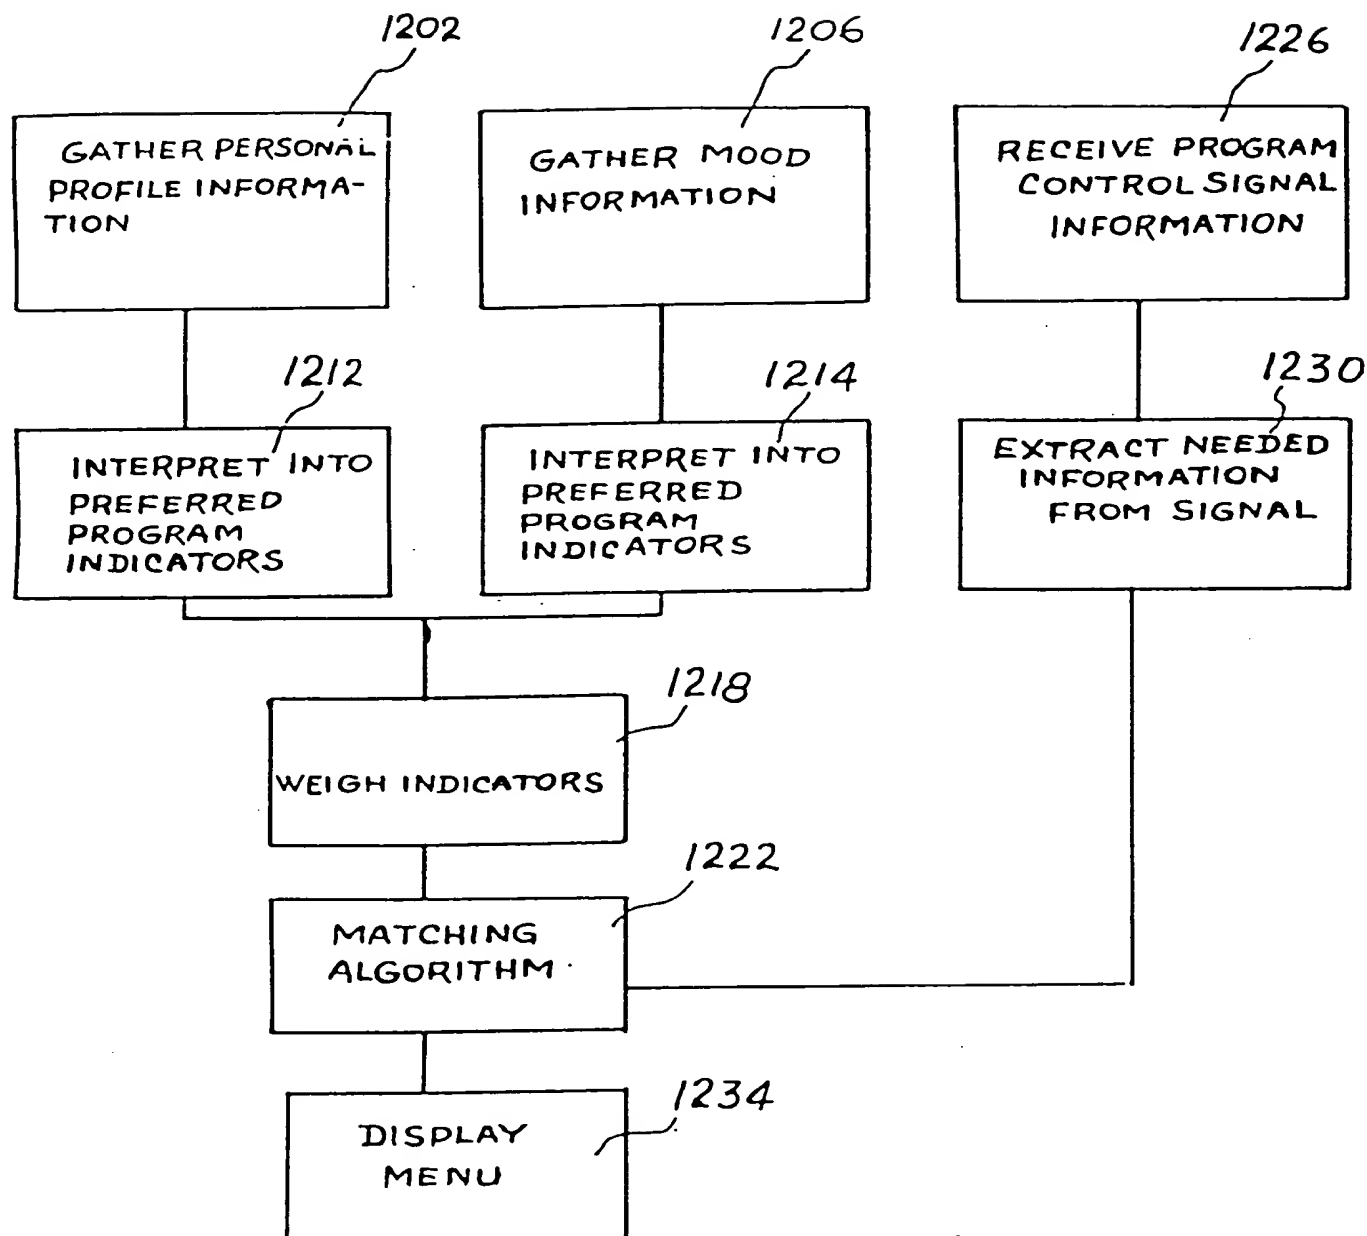 1202
GATHER PERSONAL
PROFILE INFORMA-
TION
1206
GATHER MOOD
INFORMATION
1226
RECEIVE PROGRAM
CONTROL SIGNAL
INFORMATION
1212
INTERPRET INTO
PREFERRED
PROGRAM
INDICATORS
1214
INTERPRET INTO
PREFERRED
PROGRAM
INDICATORS
1230
EXTRACT NEEDED
INFORMATION
FROM SIGNAL
1218
WEIGH INDICATORS
1222
MATCHING
ALGORITHM
1234
DISPLAY
MENU